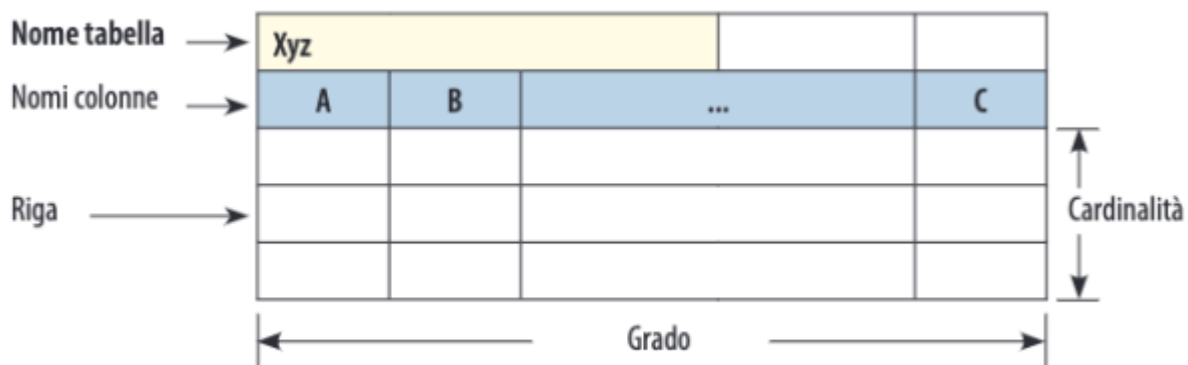 Nome tabella
Xyz
Nomi colonne
A B ... C
Riga
Cardinalità
Grado